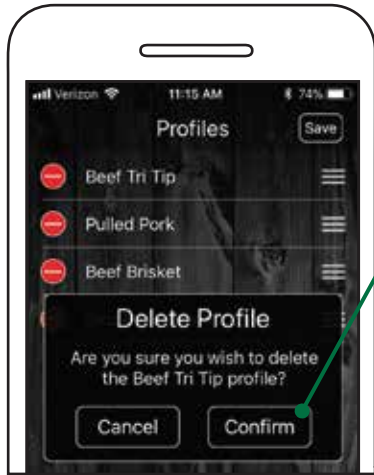 Verizon 11:15 AM 74%
Profiles Save
Beef Tri Tip
Pulled Pork
Beef Brisket
Delete Profile
Are you sure you wish to delete
the Beef Tri Tip profile?
Cancel Confirm